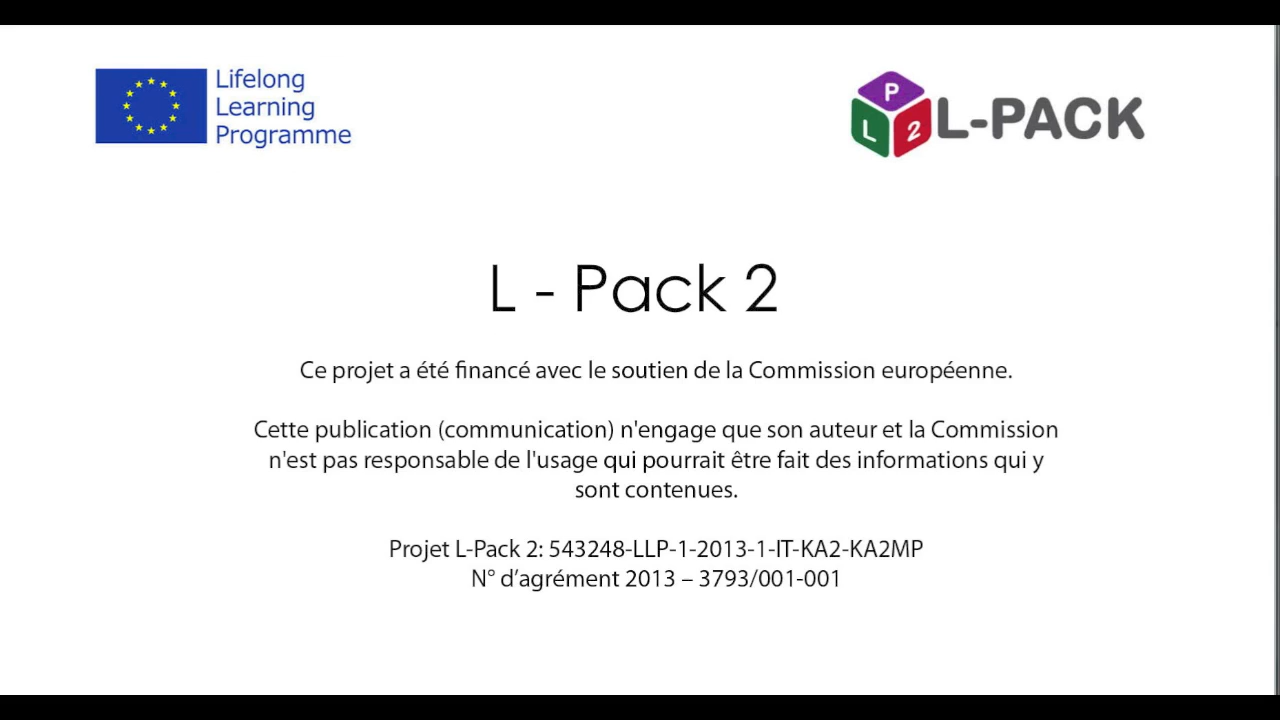 Lifelong
Learning
Programme
P
L
2
L-PACK
L - Pack 2
Ce projet a été financé avec le soutien de la Commission européenne.
Cette publication (communication) n'engage que son auteur et la Commission
n'est pas responsable de l'usage qui pourrait être fait des informations qui y
sont contenues.
Projet L-Pack 2: 543248-LLP-1-2013-1-IT-KA2-KA2MP
N° d’agrément 2013 – 3793/001-001